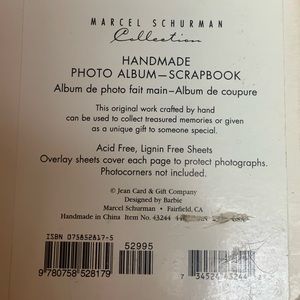 MARCEL SCHURMAN
Collection
HANDMADE
PHOTO ALBUM—SCRAPBOOK
Album de photo fait main–Album de coupure
This original work crafted by hand
can be used to collect treasured memories or given
as a unique gift to someone special.
Acid Free, Lignin Free Sheets
Overlay sheets cover each page to protect photographs.
Photocorners not included.
© Jean Card & Gift Company
Designed by Barbie
Marcel Schurman • Fairfield, CA
Handmade in China Item No. 43244 USA
ISBN 075852817-5
52995
9 780758 528179
7 34524 43244